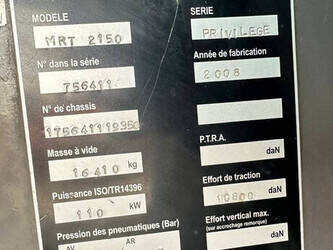 MODELE
MRT 2150
N° dans la série
756411
N° de chassis
1756411193S0
Masse à vide
16410 kg
Puissance ISO/TR14396
110 kW
Pression des pneumatiques (Bar)
AV
AR
SERIE
PRIVILEGE
Année de fabrication
2008
P.T.R.A.
daN
Effort de traction
10800 daN
Effort vertical max.
(sur accrochage remorque)
daN